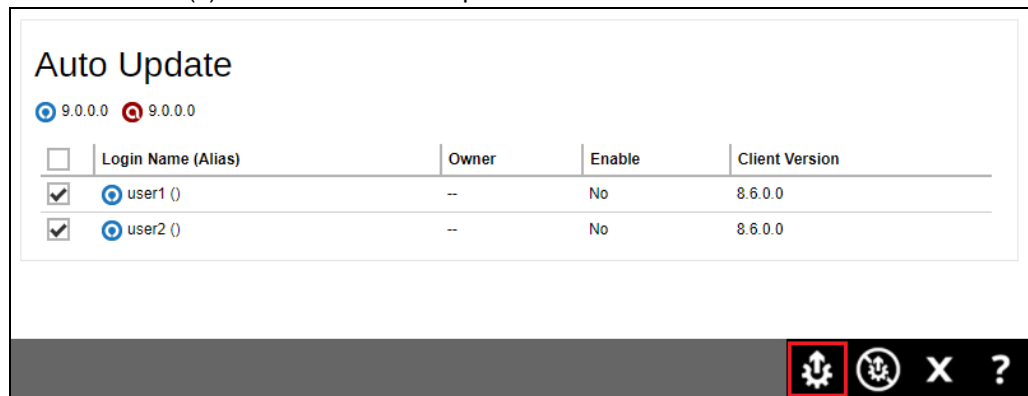 Auto Update
9.0.0.0 9.0.0.0
Login Name (Alias) Owner Enable Client Version
user1 () -- No 8.6.0.0
user2 () -- No 8.6.0.0
X ?